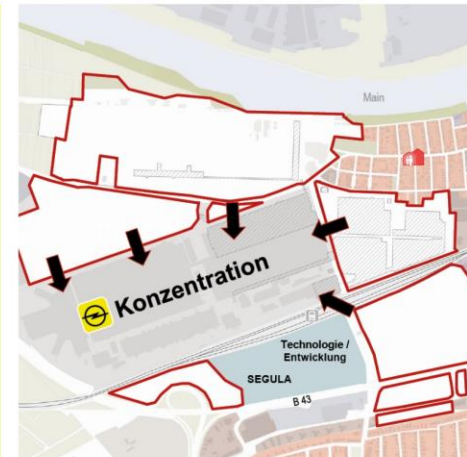 Main
Konzentration
Technologie /
Entwicklung
SEGULA
B 43